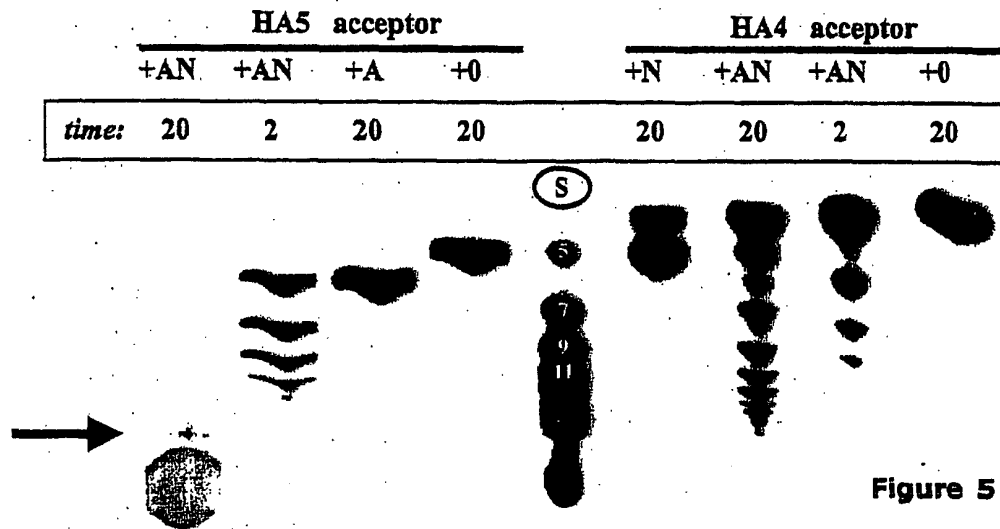 HA5 acceptor HA4 acceptor
+AN +AN +A +0 +N +AN +AN +0
time: 20 2 20 20 20 20 2 20
S
5
7
9
11
Figure 5